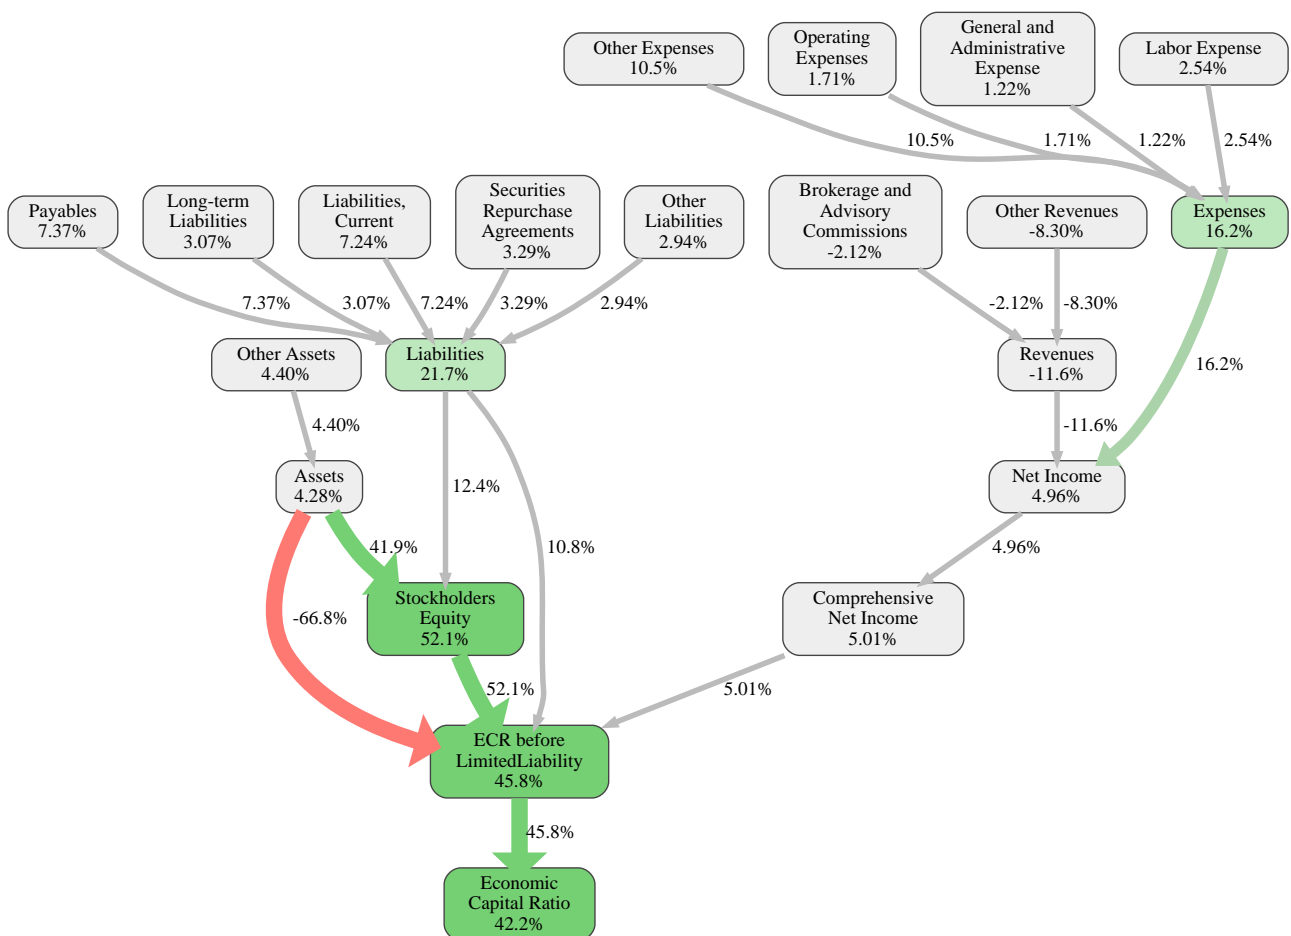 Other Expenses
10.5%
Operating
Expenses
1.71%
General and
Administrative
Expense
1.22%
Labor Expense
2.54%
10.5%
1.71%
1.22%
2.54%
Payables
7.37%
Long-term
Liabilities
3.07%
Liabilities,
Current
7.24%
Securities
Repurchase
Agreements
3.29%
Other
Liabilities
2.94%
Brokerage and
Advisory
Commissions
-2.12%
Other Revenues
-8.30%
Expenses
16.2%
7.37%
3.07%
7.24%
3.29%
2.94%
-2.12%
-8.30%
Other Assets
4.40%
Liabilities
21.7%
Revenues
-11.6%
16.2%
4.40%
-11.6%
Assets
4.28%
12.4%
Net Income
4.96%
41.9%
10.8%
4.96%
-66.8%
Stockholders
Equity
52.1%
Comprehensive
Net Income
5.01%
52.1%
5.01%
ECR before
LimitedLiability
45.8%
45.8%
Economic
Capital Ratio
42.2%